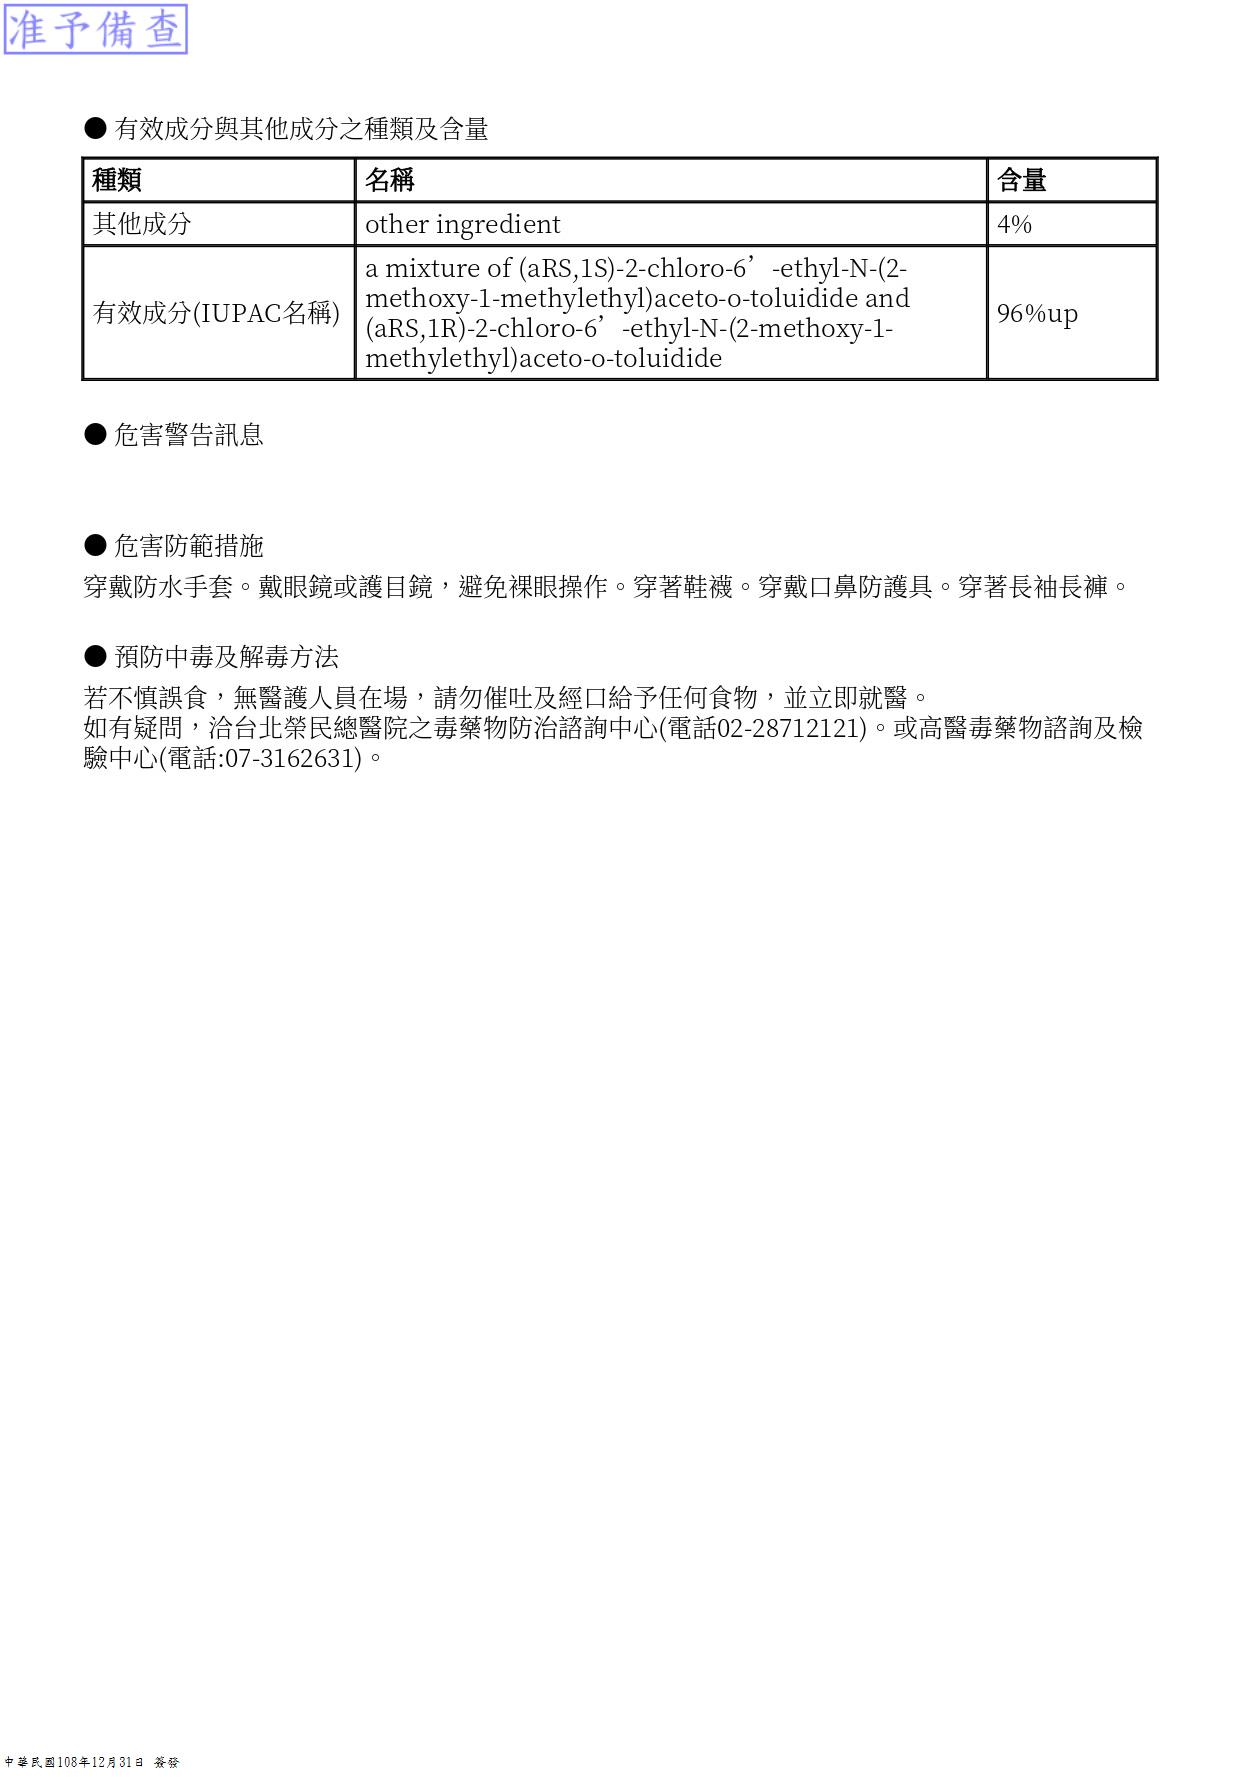 准予備查
● 有效成分與其他成分之種類及含量
種類 名稱 含量
其他成分 other ingredient 4%
有效成分(IUPAC名稱) a mixture of (aRS,1S)-2-chloro-6’-ethyl-N-(2-
methoxy-1-methylethyl)aceto-o-toluidide and
(aRS,1R)-2-chloro-6’-ethyl-N-(2-methoxy-1-
methylethyl)aceto-o-toluidide 96%up
● 危害警告訊息
● 危害防範措施
穿戴防水手套。戴眼鏡或護目鏡，避免裸眼操作。穿著鞋襪。穿戴口鼻防護具。穿著長袖長褲。
● 預防中毒及解毒方法
若不慎誤食，無醫護人員在場，請勿催吐及經口給予任何食物，並立即就醫。
如有疑問，洽台北榮民總醫院之毒藥物防治諮詢中心(電話02-28712121)。或高醫毒藥物諮詢及檢
驗中心(電話:07-3162631)。
中華民國108年12月31日 簽發